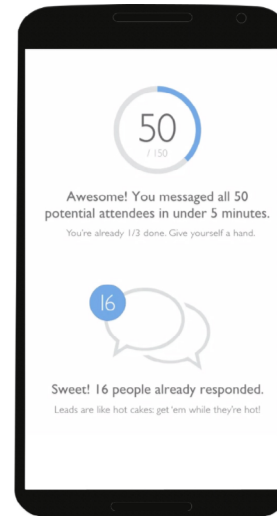 50
/ 150
Awesome! You messaged all 50
potential attendees in under 5 minutes.
You're already 1/3 done. Give yourself a hand.
16
Sweet! 16 people already responded.
Leads are like hot cakes: get 'em while they're hot!